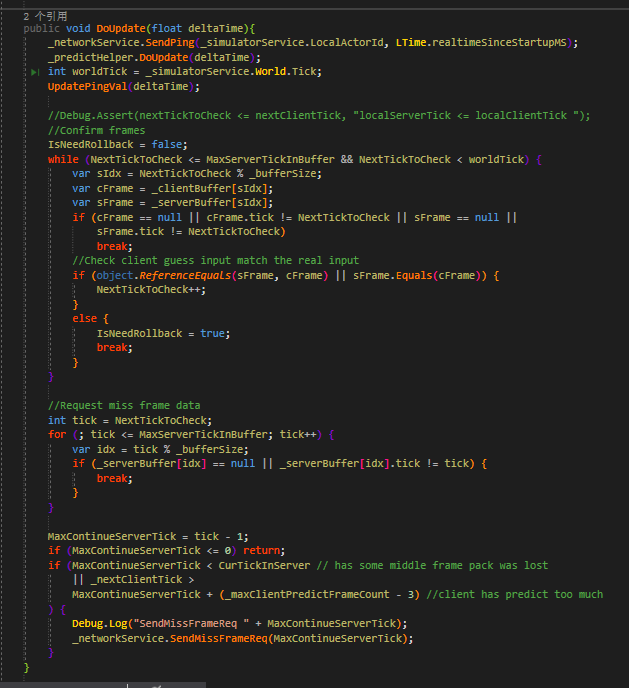 2 个引用
public void DoUpdate(float deltaTime){
    _networkService.SendPing(_simulatorService.LocalActorId, LTime.realtimeSinceStartupMS);
    _predictHelper.DoUpdate(deltaTime);
    int worldTick = _simulatorService.World.Tick;
    UpdatePingVal(deltaTime);

    //Debug.Assert(nextTickToCheck <= nextClientTick, "localServerTick <= localClientTick ");
    //Confirm frames
    IsNeedRollback = false;
    while (NextTickToCheck <= MaxServerTickInBuffer && NextTickToCheck < worldTick) {
        var sIdx = NextTickToCheck % _bufferSize;
        var cFrame = _clientBuffer[sIdx];
        var sFrame = _serverBuffer[sIdx];
        if (cFrame == null || cFrame.tick != NextTickToCheck || sFrame == null ||
            sFrame.tick != NextTickToCheck)
            break;
        //Check client guess input match the real input
        if (object.ReferenceEquals(sFrame, cFrame) || sFrame.Equals(cFrame)) {
            NextTickToCheck++;
        }
        else {
            IsNeedRollback = true;
            break;
        }
    }

    //Request miss frame data
    int tick = NextTickToCheck;
    for (; tick <= MaxServerTickInBuffer; tick++) {
        var idx = tick % _bufferSize;
        if (_serverBuffer[idx] == null || _serverBuffer[idx].tick != tick) {
            break;
        }
    }

    MaxContinueServerTick = tick - 1;
    if (MaxContinueServerTick <= 0) return;
    if (MaxContinueServerTick < CurTickInServer // has some middle frame pack was lost
        || _nextClientTick >
        MaxContinueServerTick + (_maxClientPredictFrameCount - 3) //client has predict too much
    ) {
        Debug.Log("SendMissFrameReq " + MaxContinueServerTick);
        _networkService.SendMissFrameReq(MaxContinueServerTick);
    }
}